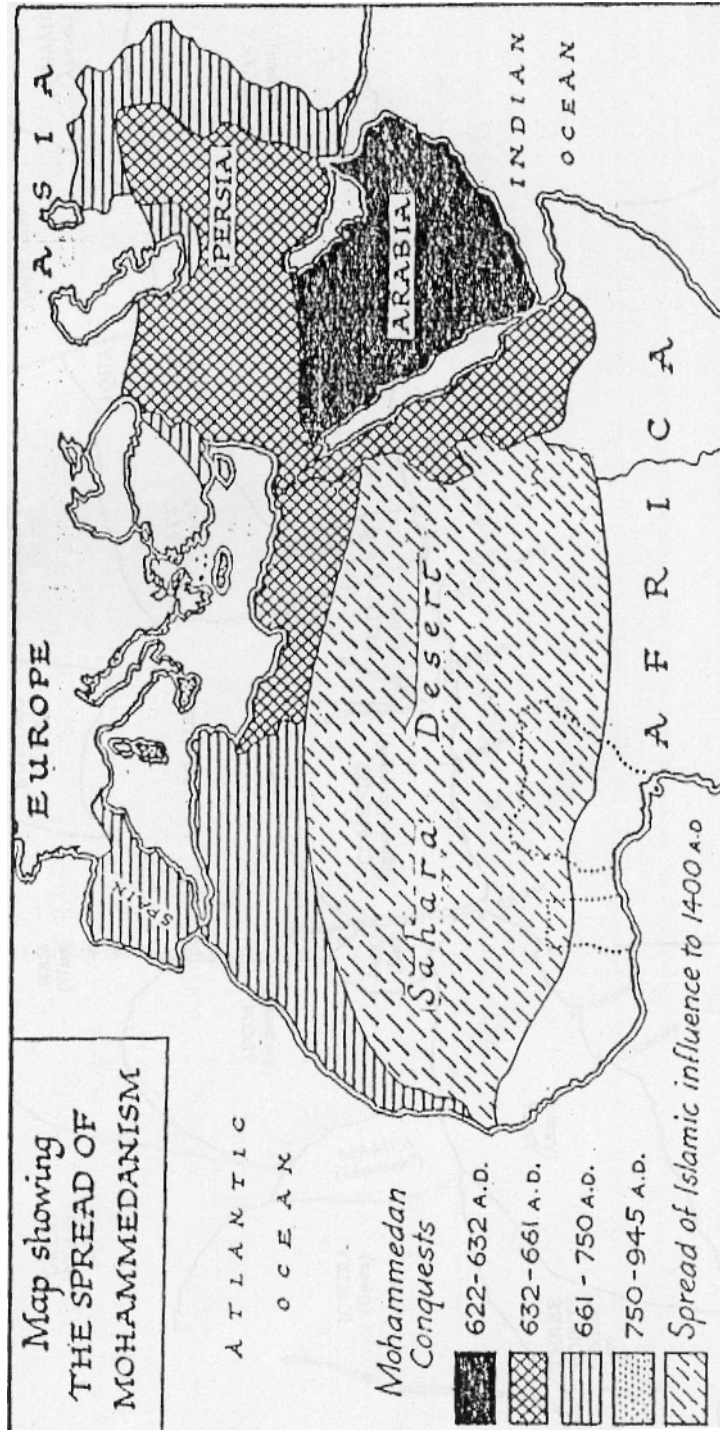 Map showing
THE SPREAD OF
MOHAMMEDANISM
EUROPE
ASIA
SPAIN
PERSIA
ARABIA
ATLANTIC
OCEAN
INDIAN
OCEAN
Sahara Desert
AFRICA
Mohammedan
Conquests
622-632 A.D.
632-661 A.D.
661-750 A.D.
750-945 A.D.
Spread of Islamic influence to 1400 A.D